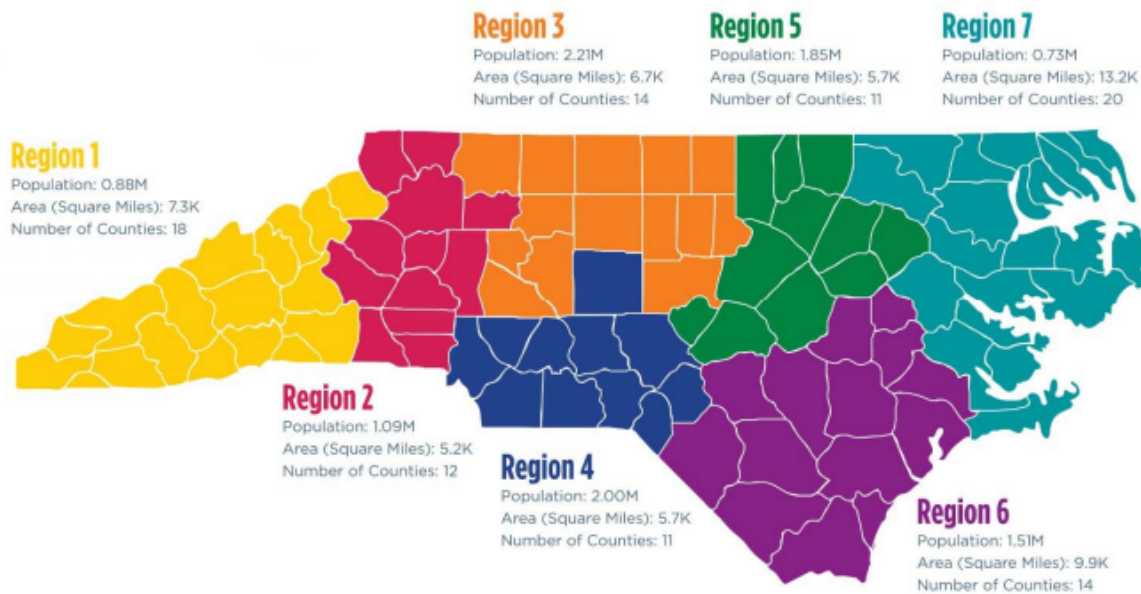 Region 3
Population: 2.21M
Area (Square Miles): 6.7K
Number of Counties: 14
Region 5
Population: 1.85M
Area (Square Miles): 5.7K
Number of Counties: 11
Region 7
Population: 0.73M
Area (Square Miles): 13.2K
Number of Counties: 20
Region 1
Population: 0.88M
Area (Square Miles): 7.3K
Number of Counties: 18
Region 2
Population: 1.09M
Area (Square Miles): 5.2K
Number of Counties: 12
Region 4
Population: 2.00M
Area (Square Miles): 5.7K
Number of Counties: 11
Region 6
Population: 1.51M
Area (Square Miles): 9.9K
Number of Counties: 14